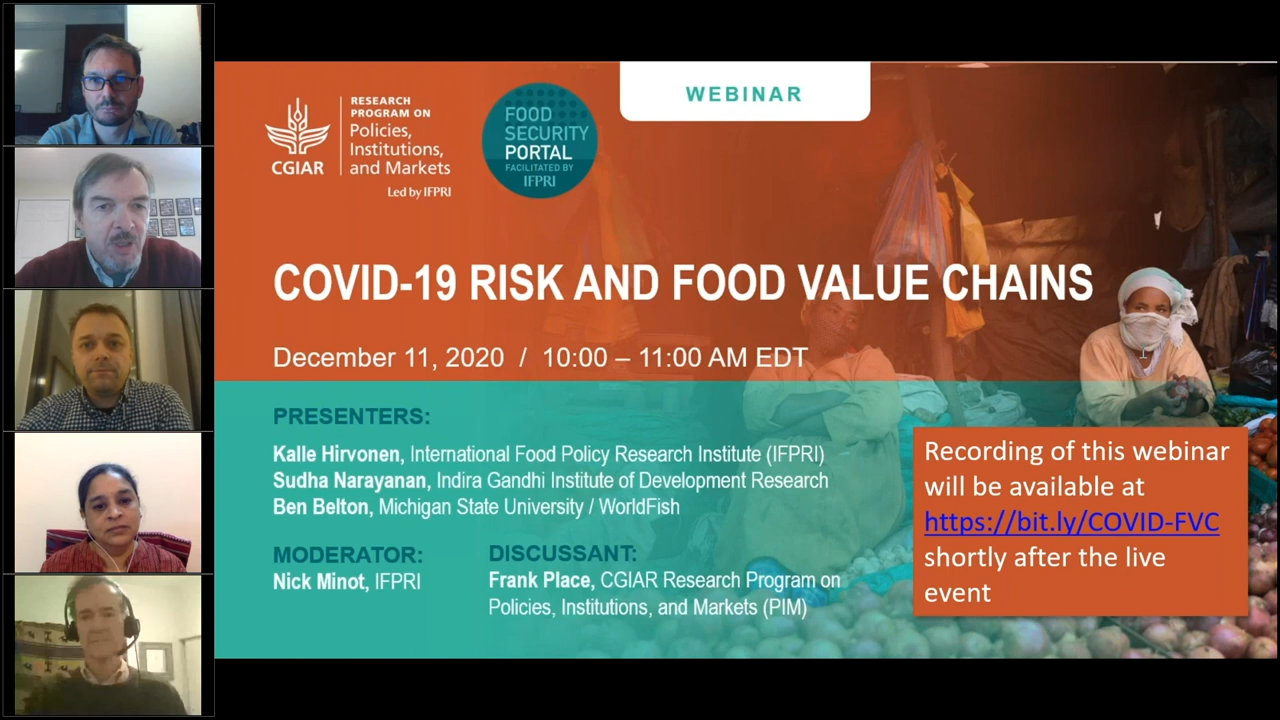 WEBINAR
RESEARCH
PROGRAM ON
Policies,
Institutions,
and Markets
CGIAR
Led by IFPRI
FOOD
SECURITY
PORTAL
FACILITATED BY
IFPRI
COVID-19 RISK AND FOOD VALUE CHAINS
December 11, 2020 / 10:00 – 11:00 AM EDT
PRESENTERS:
Kalle Hirvonen, International Food Policy Research Institute (IFPRI)
Sudha Narayanan, Indira Gandhi Institute of Development Research
Ben Belton, Michigan State University / WorldFish
MODERATOR:
Nick Minot, IFPRI
DISCUSSANT:
Frank Place, CGIAR Research Program on
Policies, Institutions, and Markets (PIM)
Recording of this webinar
will be available at
https://bit.ly/COVID-FVC
shortly after the live
event